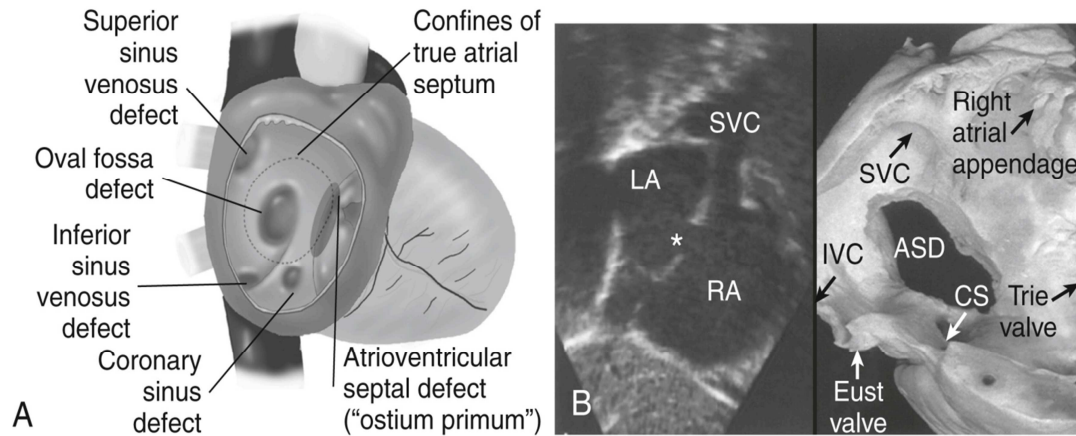 Superior
sinus
venosus
defect
Confines of
true atrial
septum
Oval fossa
defect
Inferior
sinus
venosus
defect
Coronary
sinus
defect
Atrioventricular
septal defect
(“ostium primum”)
A
SVC
LA
*
RA
B
Right
atrial
appendage
SVC
IVC
ASD
CS
Trie
valve
Eust
valve